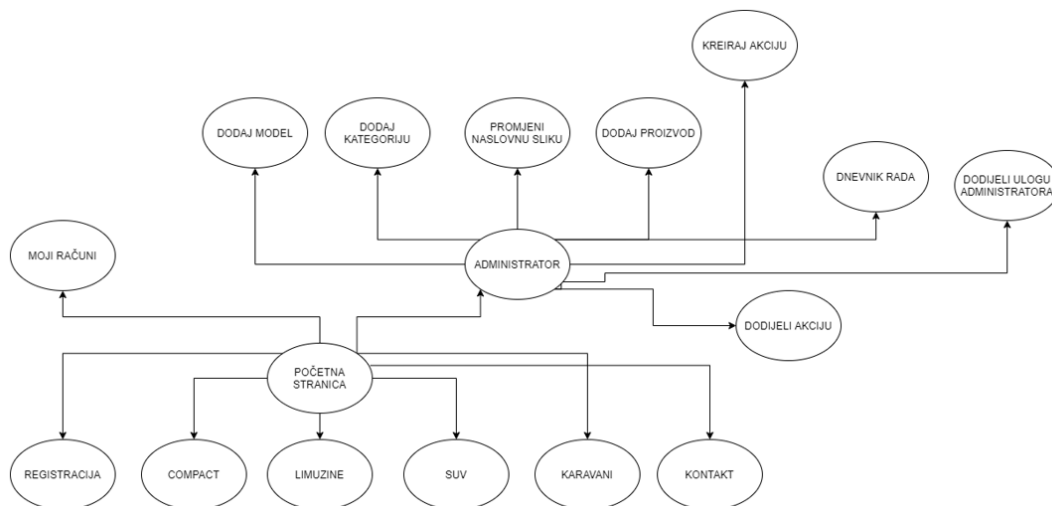 KREIRAJ AKCIJU
DODAJ MODEL
DODAJ
KATEGORIJU
PROMJENI
NASLOVNU SLIKU
DODAJ PROIZVOD
DNEVNIK RADA
DODIJELI ULOGU
ADMINISTRATORA
MOJI RAČUNI
ADMINISTRATOR
DODIJELI AKCIJU
POČETNA
STRANICA
REGISTRACIJA
COMPACT
LIMUZINE
SUV
KARAVANI
KONTAKT